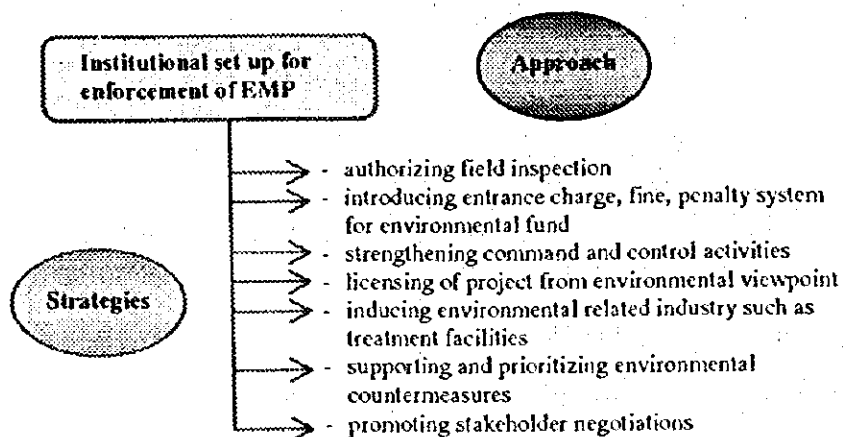 Institutional set up for
enforcement of EMP
Approach
- authorizing field inspection
- introducing entrance charge, fine, penalty system
for environmental fund
- strengthening command and control activities
- licensing of project from environmental viewpoint
- inducing environmental related industry such as
treatment facilities
- supporting and prioritizing environmental
countermeasures
- promoting stakeholder negotiations
Strategies